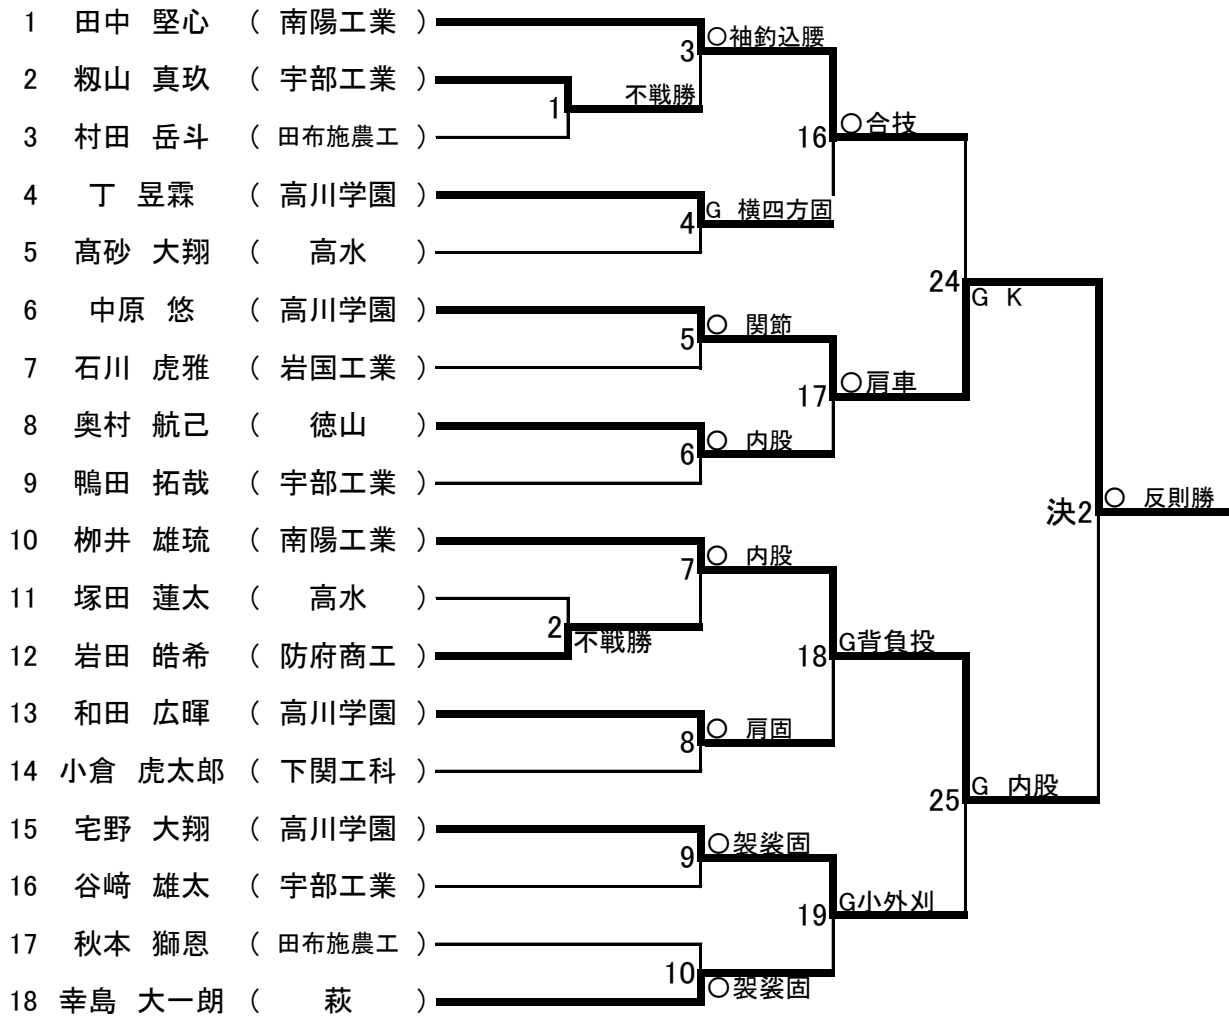 1 田中 堅心 ( 南陽工業 )
3 ○袖釣込腰
2 籾山 真玖 ( 宇部工業 )
1 不戦勝
3 村田 岳斗 ( 田布施農工 )
16 ○合技
4 丁 昱霖 ( 高川学園 )
4 G 横四方固
5 髙砂 大翔 ( 高水 )
24 G K
6 中原 悠 ( 高川学園 )
5 ○ 関節
7 石川 虎雅 ( 岩国工業 )
17 ○肩車
8 奥村 航己 ( 徳山 )
6 ○ 内股
9 鴨田 拓哉 ( 宇部工業 )
決2 ○ 反則勝
10 栁井 雄琉 ( 南陽工業 )
7 ○ 内股
11 塚田 蓮太 ( 高水 )
2 不戦勝
12 岩田 皓希 ( 防府商工 )
18 G背負投
13 和田 広暉 ( 高川学園 )
8 ○ 肩固
14 小倉 虎太郎 ( 下関工科 )
25 G 内股
15 宅野 大翔 ( 高川学園 )
9 ○袈裟固
16 谷﨑 雄太 ( 宇部工業 )
19 G小外刈
17 秋本 獅恩 ( 田布施農工 )
10 ○袈裟固
18 幸島 大一朗 ( 萩 )